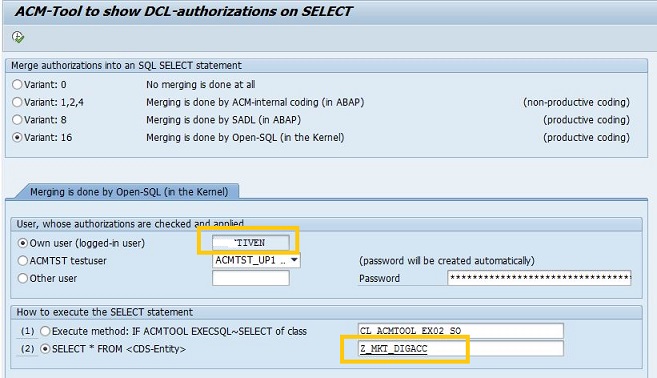 ACM-Tool to show DCL-authorizations on SELECT
Merge authorizations into an SQL SELECT statement
Variant: 0 No merging is done at all
Variant: 1,2,4 Merging is done by ACM-internal coding (in ABAP) (non-productive coding)
Variant: 8 Merging is done by SADL (in ABAP) (productive coding)
Variant: 16 Merging is done by Open-SQL (in the Kernel) (productive coding)
Merging is done by Open-SQL (in the Kernel)
User, whose authorizations are checked and applied
Own user (logged-in user) TIVEN
ACMTST testuser ACMTST_UP1 .. (password will be created automatically)
Other user Password *********************************
How to execute the SELECT statement
(1) Execute method: IF ACMTOOL EXECSQL~SELECT of class CL ACMTOOL EX02 SO
(2) SELECT * FROM <CDS-Entity> Z_MKT_DIGACC